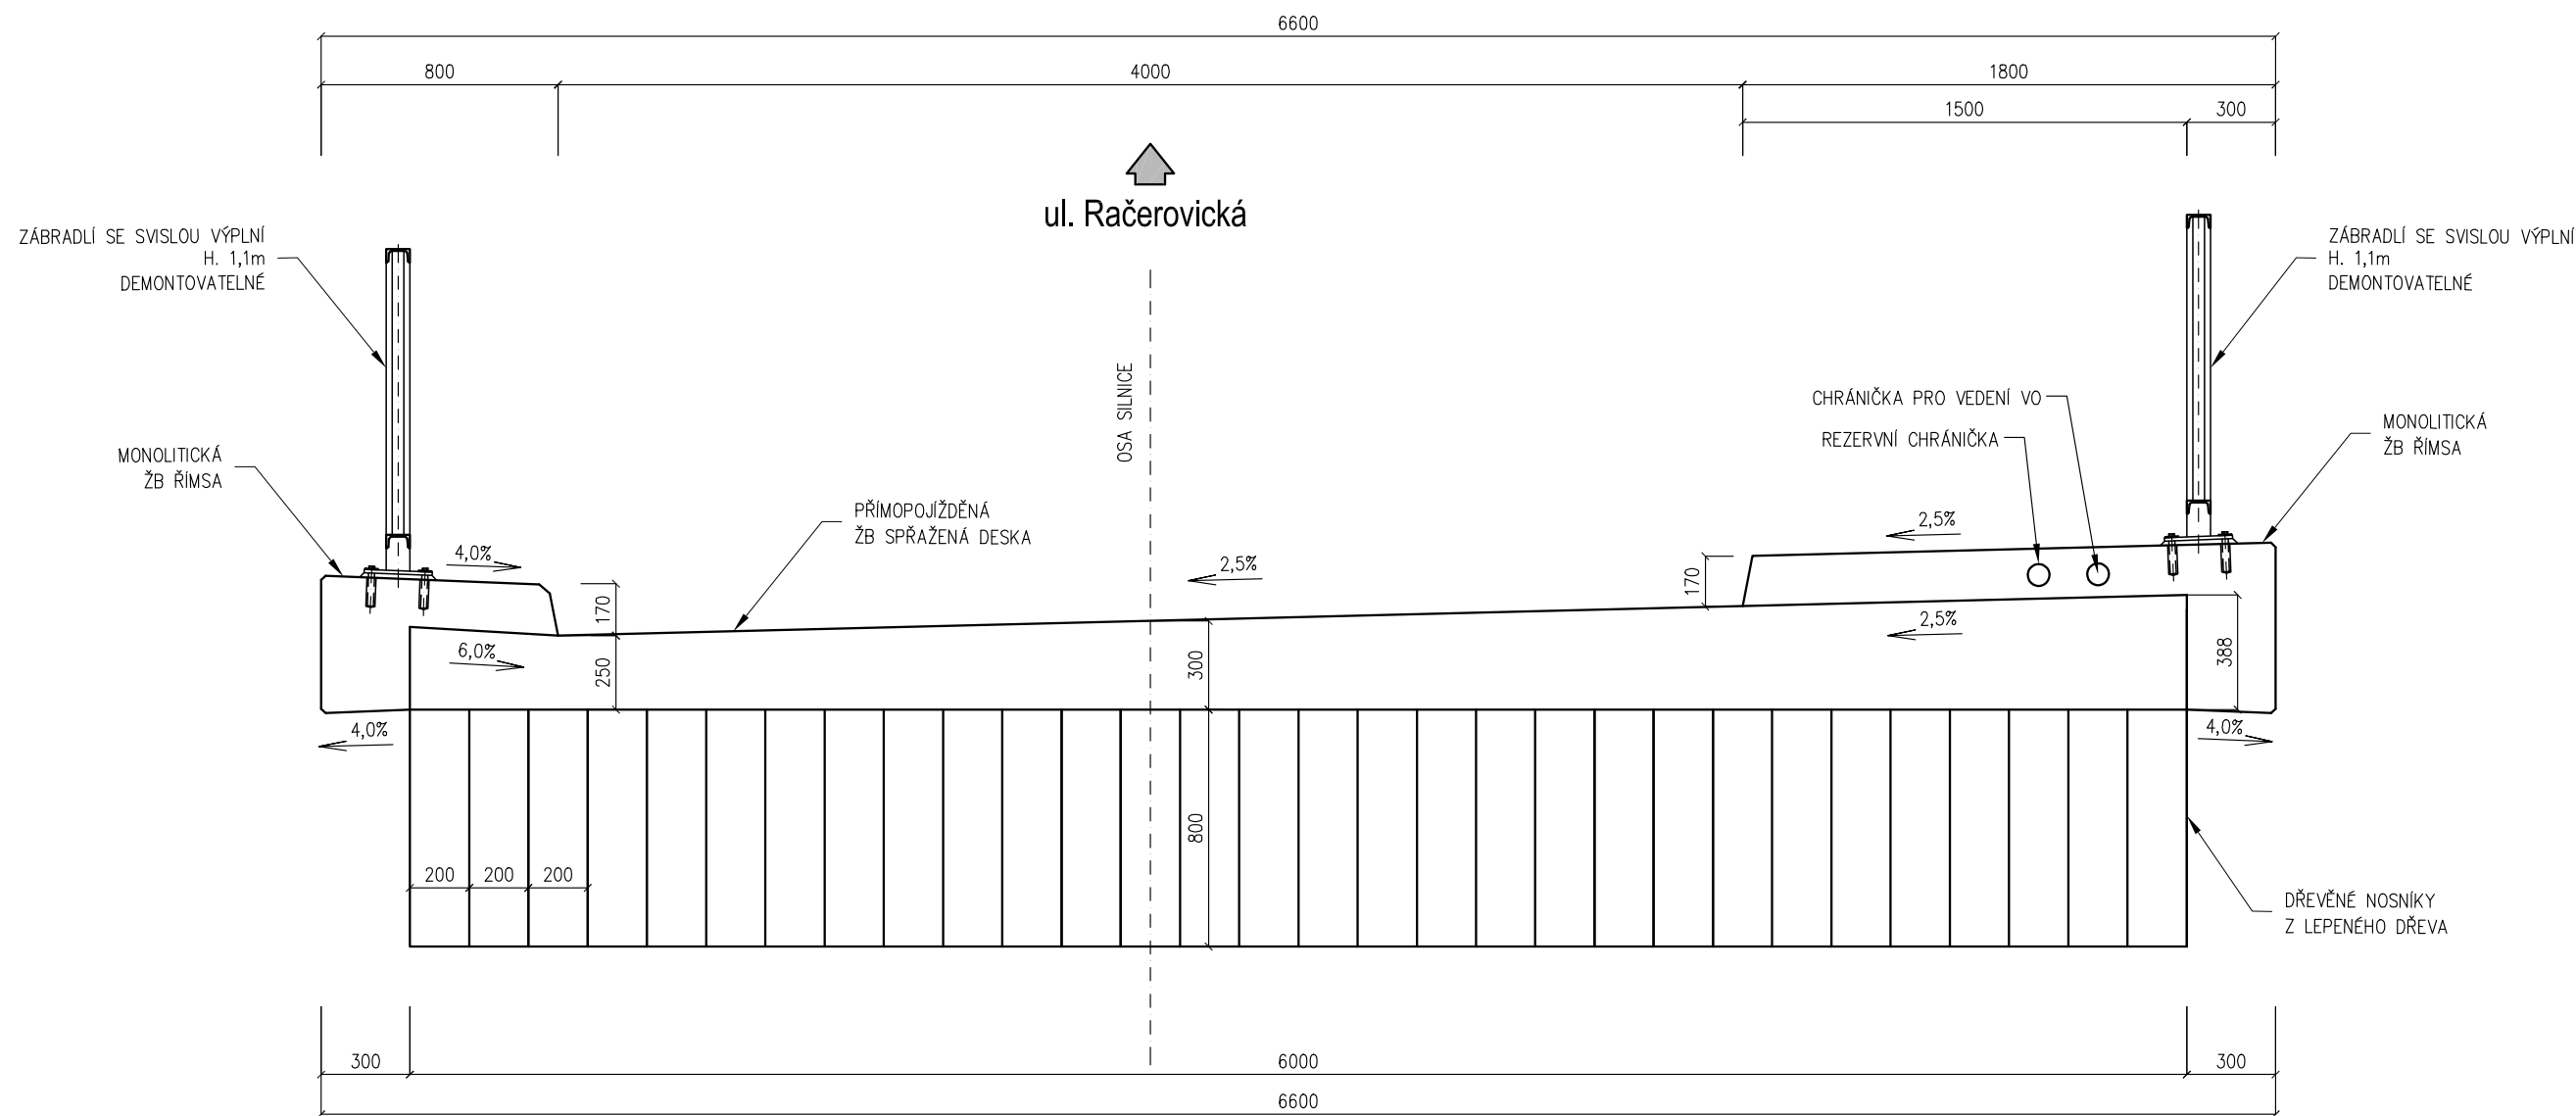 6600
800
4000
1800
1500
300
ul. Račerovická
ZÁBRADLÍ SE SVISLOU VÝPLNÍ
H. 1,1m
DEMONTOVATELNÉ
ZÁBRADLÍ SE SVISLOU VÝPLNÍ
H. 1,1m
DEMONTOVATELNÉ
OSA SILNICE
CHRÁNIČKA PRO VEDENÍ VO
REZERVNÍ CHRÁNIČKA
MONOLITICKÁ
ŽB ŘÍMSA
MONOLITICKÁ
ŽB ŘÍMSA
PŘÍMOPOJÍŽDĚNÁ
ŽB SPŘAŽENÁ DESKA
4,0%
2,5%
2,5%
170
170
6,0%
250
300
2,5%
388
4,0%
4,0%
800
200
200
200
DŘEVĚNÉ NOSNÍKY
Z LEPENÉHO DŘEVA
300
6000
300
6600